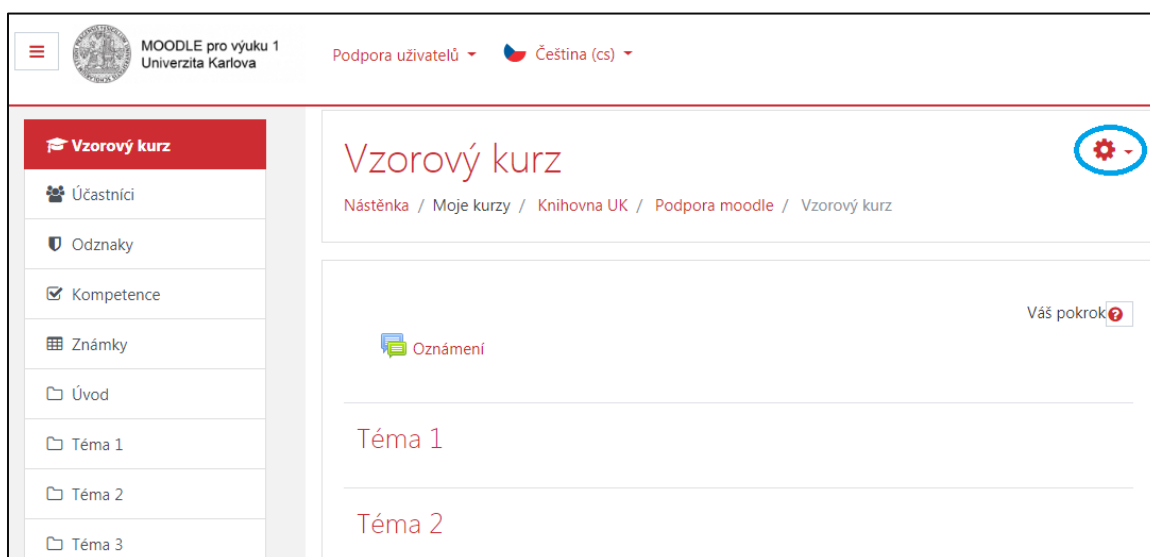 MOODLE pro výuku 1
Univerzita Karlova
Podpora uživatelů
Čeština (cs)
Vzorový kurz
Účastníci
Odznaky
Kompetence
Známky
Úvod
Téma 1
Téma 2
Téma 3
Vzorový kurz
Nástěnka / Moje kurzy / Knihovna UK / Podpora moodle / Vzorový kurz
Váš pokrok
Oznámení
Téma 1
Téma 2